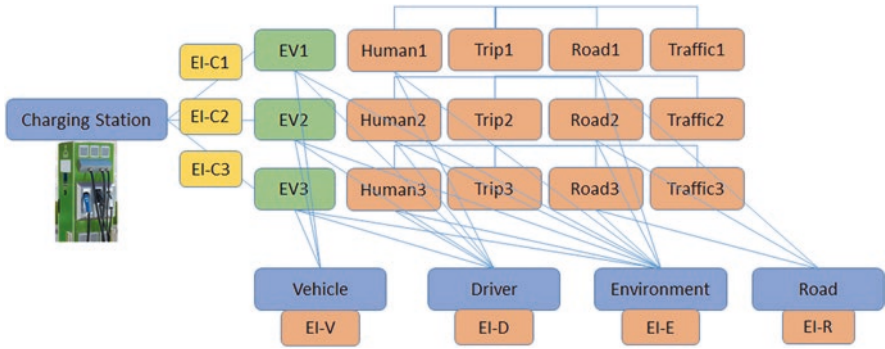 EI-C1
EV1
Human1
Trip1
Road1
Traffic1
Charging Station
EI-C2
EV2
Human2
Trip2
Road2
Traffic2
EI-C3
EV3
Human3
Trip3
Road3
Traffic3
Vehicle
Driver
Environment
Road
EI-V
EI-D
EI-E
EI-R